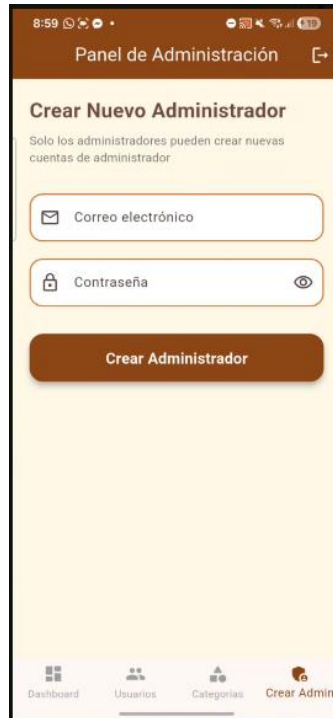 8:59
19
Panel de Administración
Crear Nuevo Administrador
Solo los administradores pueden crear nuevas
cuentas de administrador
Correo electrónico
Contraseña
Crear Administrador
Dashboard
Usuarios
Categorías
Crear Admin